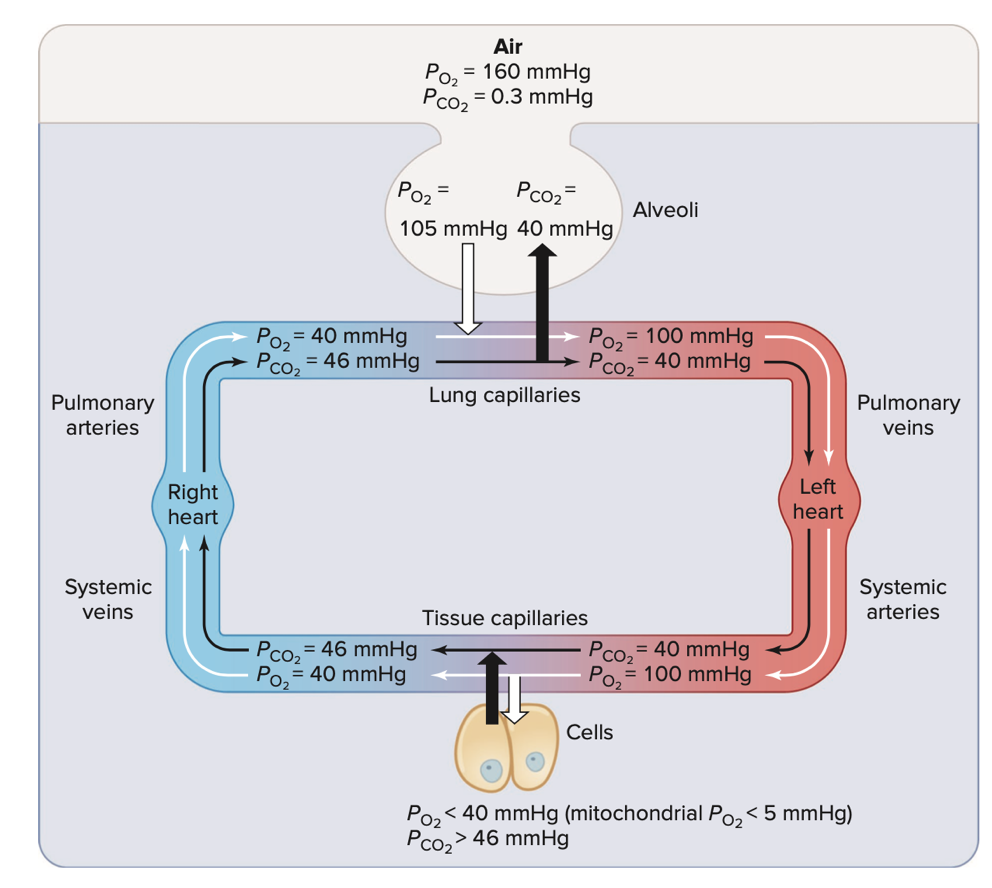 Air
PO₂ = 160 mmHg
PCO₂ = 0.3 mmHg
PO₂ =
105 mmHg
PCO₂ =
40 mmHg
Alveoli
PO₂ = 40 mmHg
PCO₂ = 46 mmHg
PO₂ = 100 mmHg
PCO₂ = 40 mmHg
Lung capillaries
Pulmonary
arteries
Pulmonary
veins
Right
heart
Left
heart
Systemic
veins
Systemic
arteries
Tissue capillaries
PCO₂ = 46 mmHg
PO₂ = 40 mmHg
PCO₂ = 40 mmHg
PO₂ = 100 mmHg
Cells
PO₂ < 40 mmHg (mitochondrial PO₂ < 5 mmHg)
PCO₂ > 46 mmHg